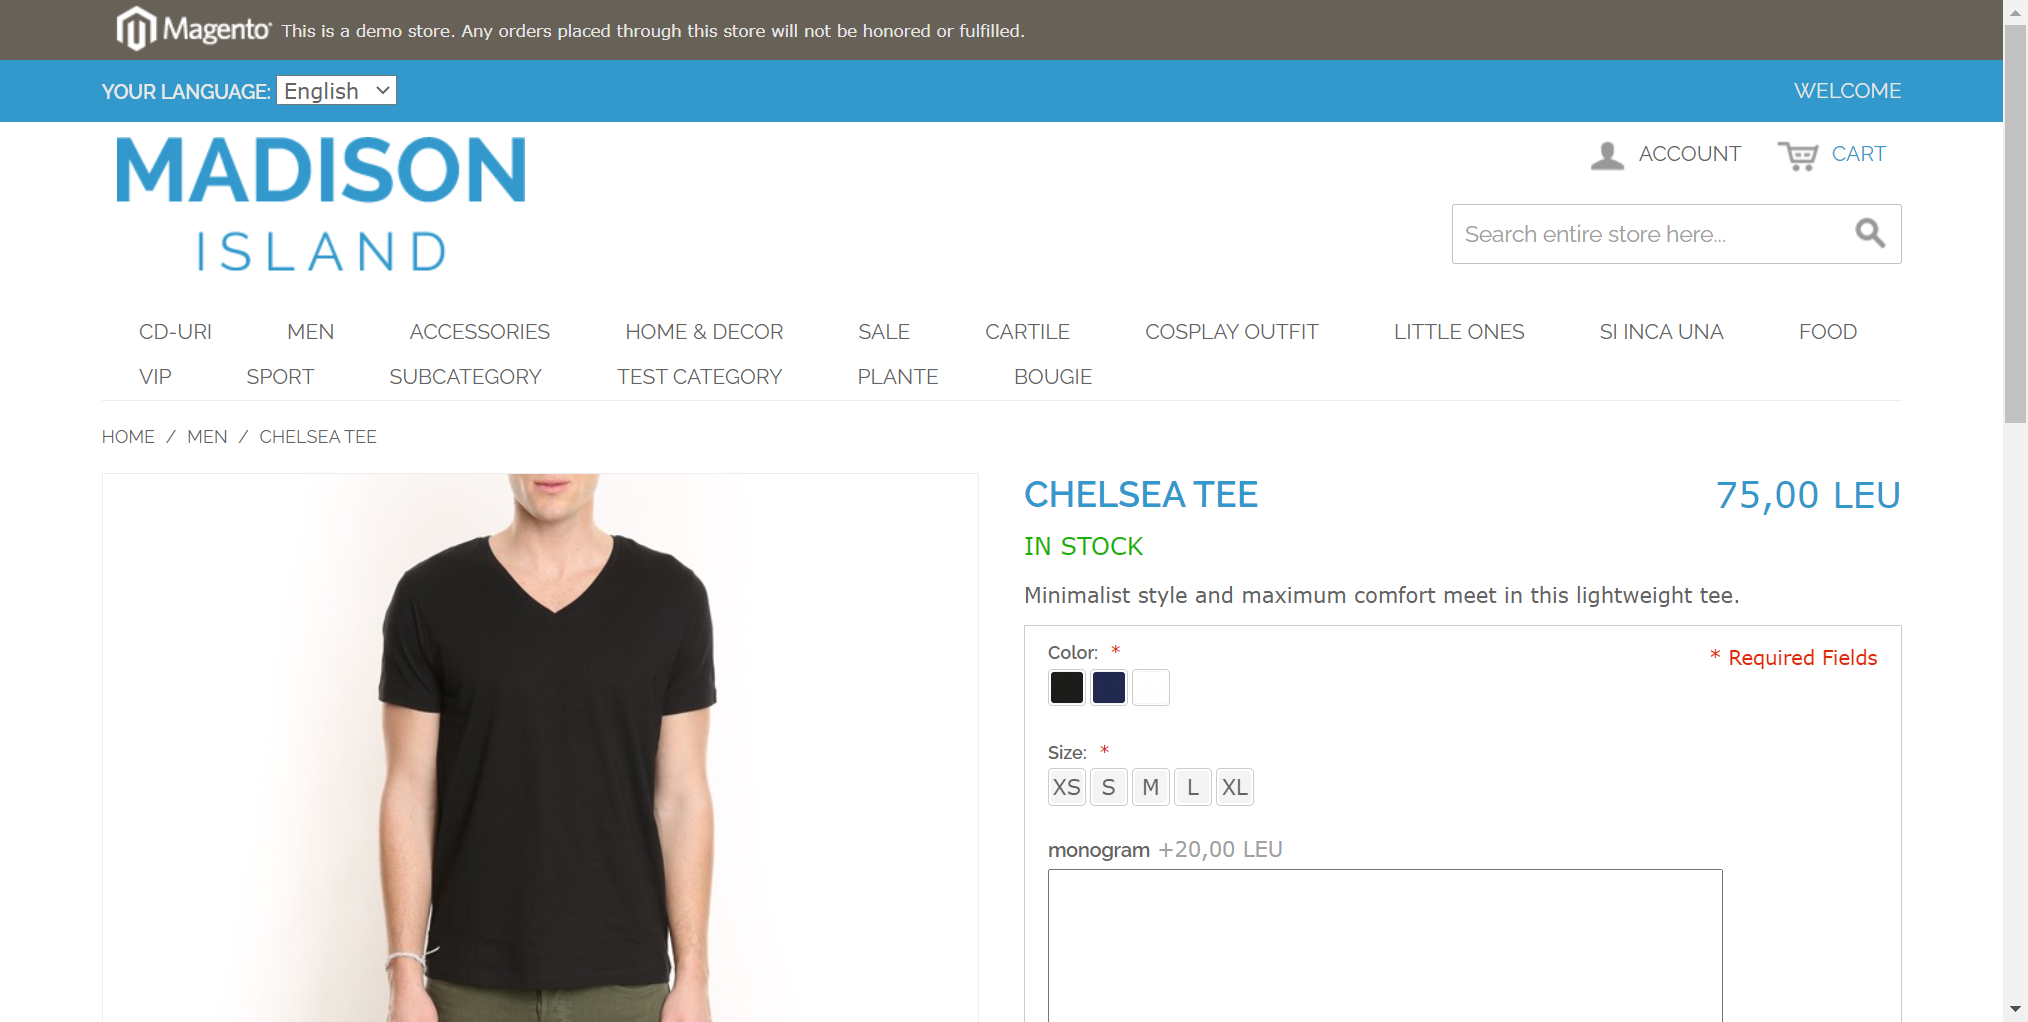 Magento® This is a demo store. Any orders placed through this store will not be honored or fulfilled.
YOUR LANGUAGE: English WELCOME
MADISON
ISLAND
ACCOUNT CART
Search entire store here...
CD-URI MEN ACCESSORIES HOME & DECOR SALE CARTILE COSPLAY OUTFIT LITTLE ONES SI INCA UNA FOOD
VIP SPORT SUBCATEGORY TEST CATEGORY PLANTE BOUGIE
HOME / MEN / CHELSEA TEE
CHELSEA TEE 75,00 LEU
IN STOCK
Minimalist style and maximum comfort meet in this lightweight tee.
Color: * * Required Fields
Size: *
XS S M L XL
monogram +20,00 LEU